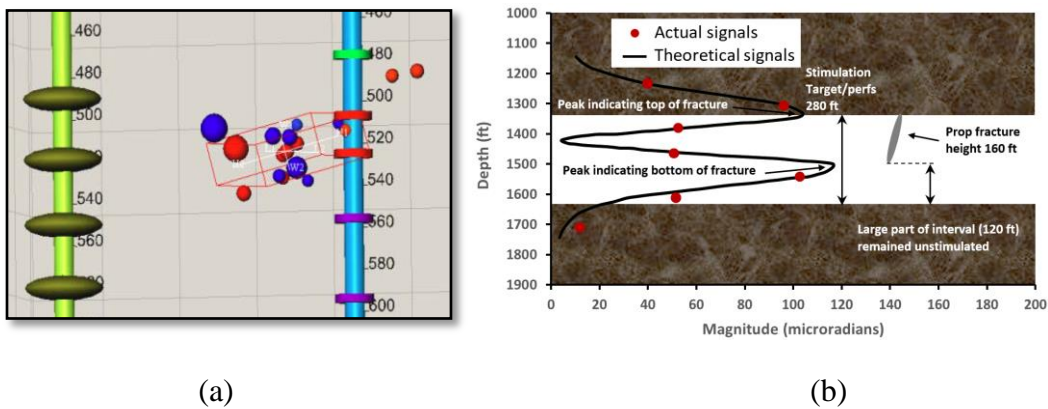 460
480
500
520
540
560
600
W2
460
480
500
520
540
560
580
600
Depth (ft)
1000
1100
1200
1300
1400
1500
1600
1700
1800
1900
Actual signals
Theoretical signals
Stimulation
Target/perfs
280 ft
Peak indicating top of fracture
Prop fracture
height 160 ft
Peak indicating bottom of fracture
Large part of interval (120 ft)
remained unstimulated
0 20 40 60 80 100 120 140 160 180 200
Magnitude (microradians)
(a)
(b)